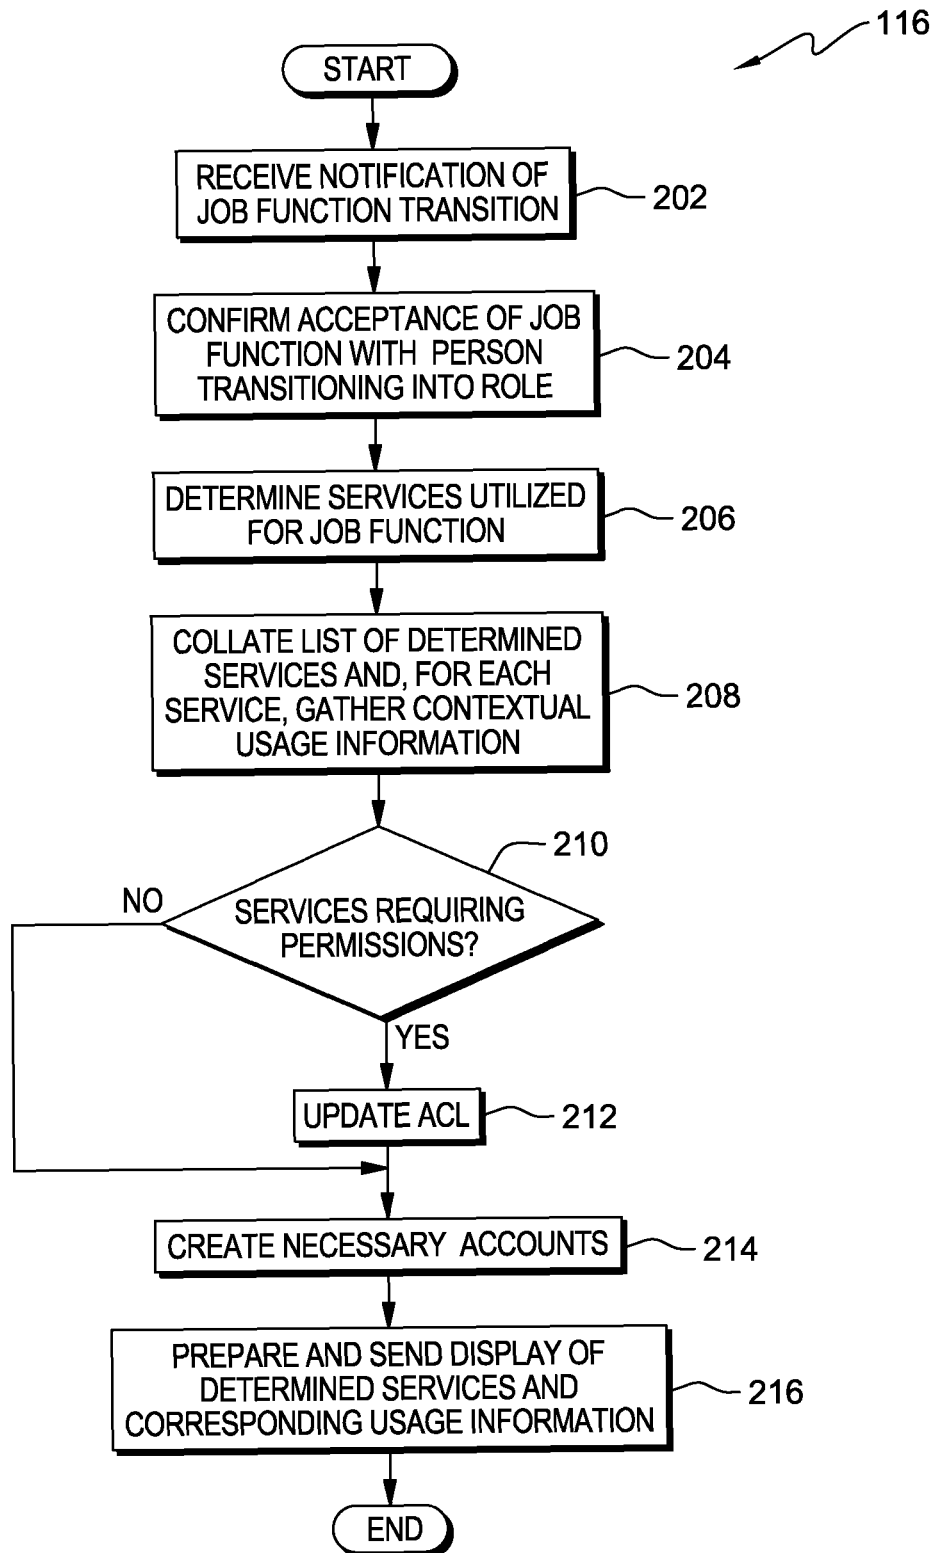 116
START
RECEIVE NOTIFICATION OF
JOB FUNCTION TRANSITION
202
CONFIRM ACCEPTANCE OF JOB
FUNCTION WITH PERSON
TRANSITIONING INTO ROLE
204
DETERMINE SERVICES UTILIZED
FOR JOB FUNCTION
206
COLLATE LIST OF DETERMINED
SERVICES AND, FOR EACH
SERVICE, GATHER CONTEXTUAL
USAGE INFORMATION
208
210
NO
SERVICES REQUIRING
PERMISSIONS?
YES
UPDATE ACL
212
CREATE NECESSARY ACCOUNTS
214
PREPARE AND SEND DISPLAY OF
DETERMINED SERVICES AND
CORRESPONDING USAGE INFORMATION
216
END